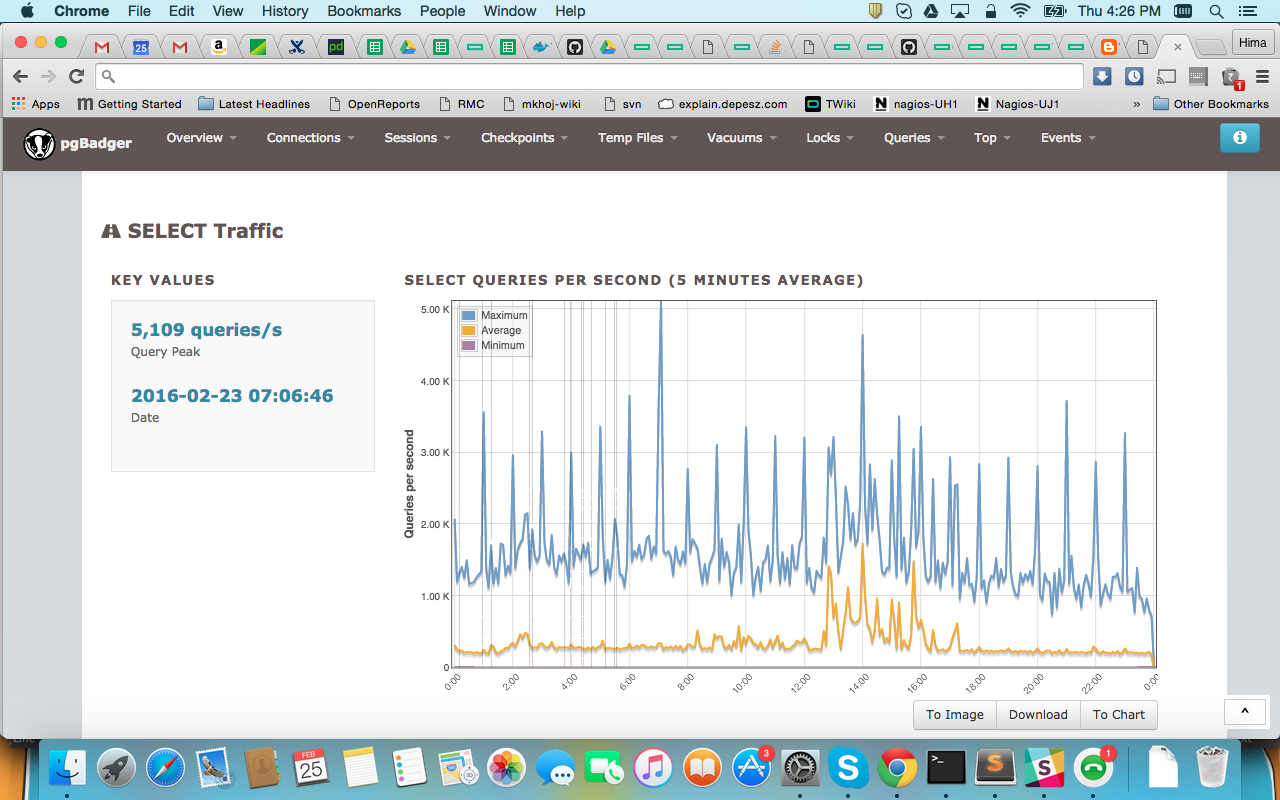 Chrome File Edit View History Bookmarks People Window Help Thu 4:26 PM
25 a pd Hima
Apps Getting Started Latest Headlines OpenReports RMC mkhoj-wiki svn explain.depesz.com TWiki nagios-UH1 Nagios-UJ1 » Other Bookmarks
1
pgBadger Overview Connections Sessions Checkpoints Temp Files Vacuums Locks Queries Top Events
SELECT Traffic
KEY VALUES
5,109 queries/s
Query Peak
2016-02-23 07:06:46
Date
SELECT QUERIES PER SECOND (5 MINUTES AVERAGE)
Maximum
Average
Minimum
Queries per second
5.00 K
4.00 K
3.00 K
2.00 K
1.00 K
0
0:00 2:00 4:00 6:00 8:00 10:00 12:00 14:00 16:00 18:00 20:00 22:00 0:00
To Image Download To Chart
^
FEB
25
3
1